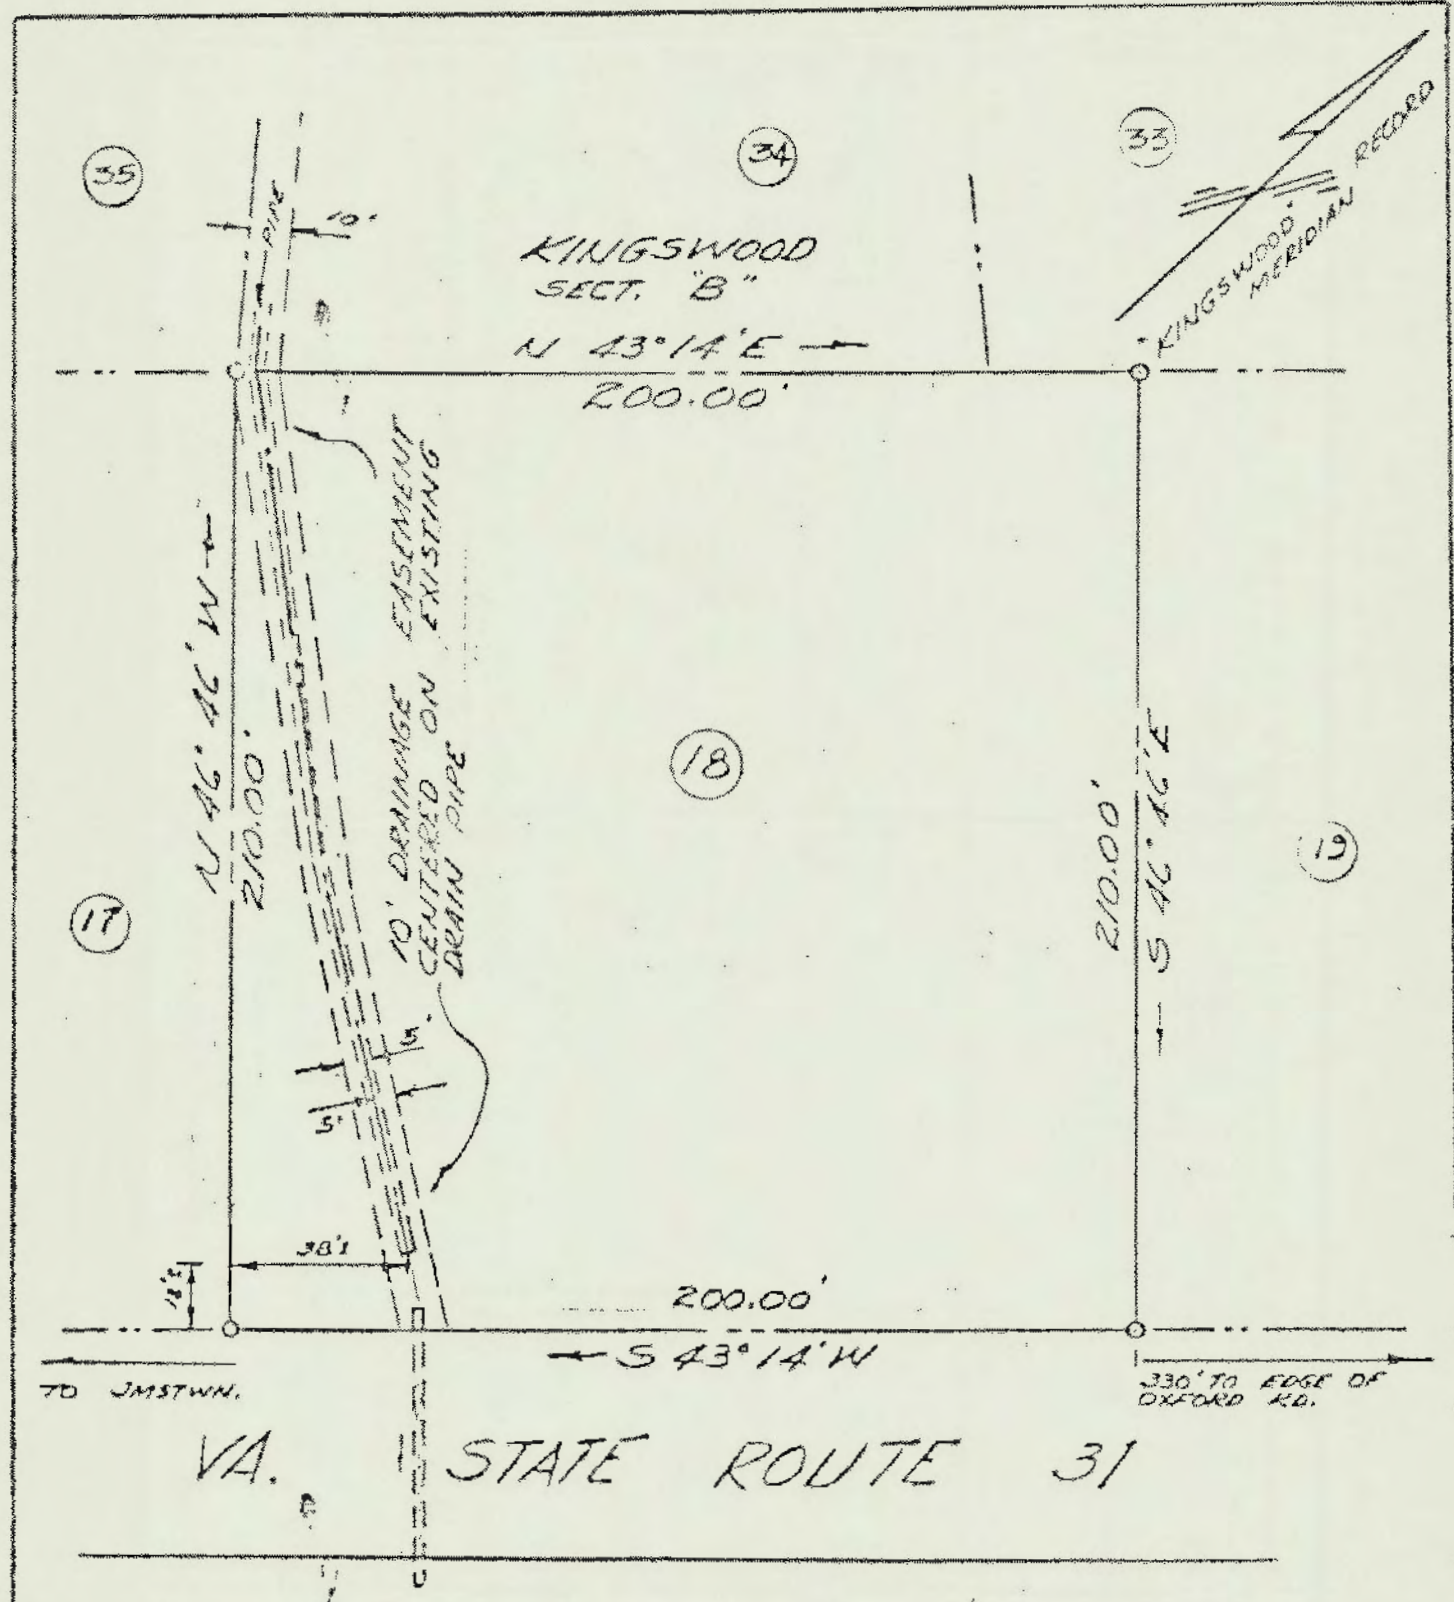 35
34
33
PIPE
10'
KINGSWOOD
SECT. "B"
N 43°14'E
200.00'
KINGSWOOD RECORD
MERIDIAN
10' DRAINAGE EASEMENT
CENTERED ON EXISTING
DRAIN PIPE
N 46° 46' W
210.00'
18
210.00'
S 46° 46' E
17
19
5'
5'
38'±
18'±
200.00'
S 43°14'W
TO JMSTWN.
330' TO EDGE OF
OXFORD RD.
VA. STATE ROUTE 31